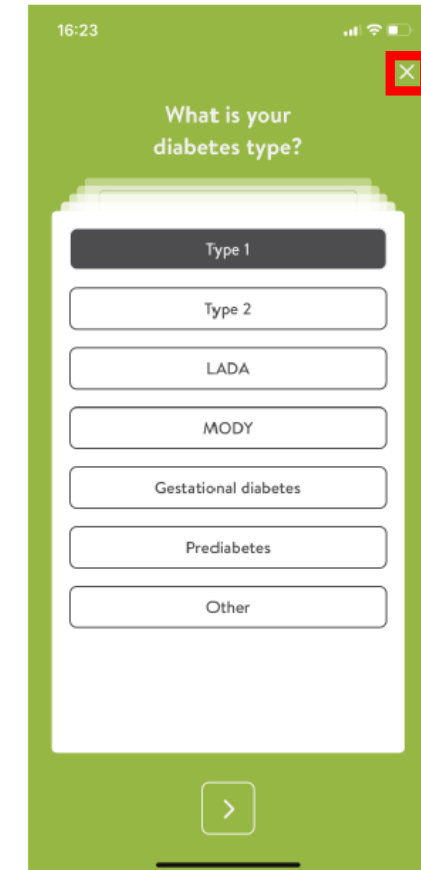 16:23
What is your
diabetes type?
Type 1
Type 2
LADA
MODY
Gestational diabetes
Prediabetes
Other